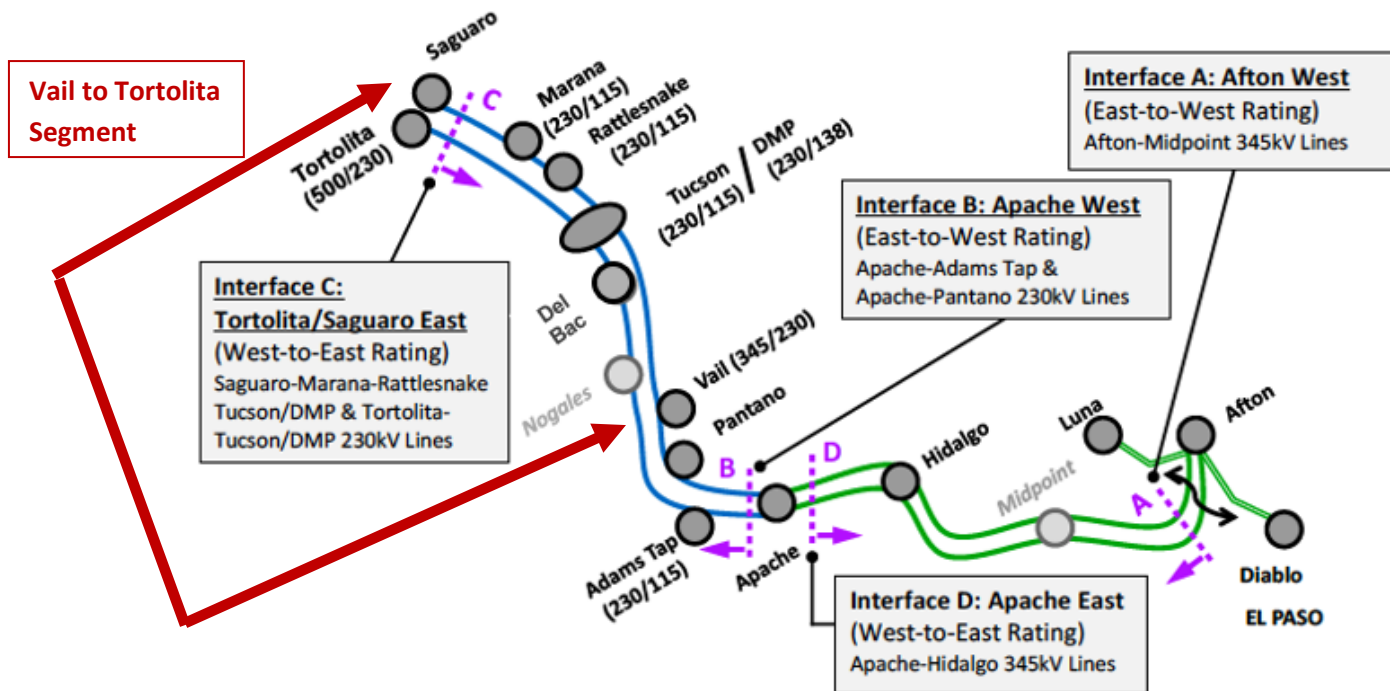 Vail to Tortolita
Segment
Saguaro
Tortolita
(500/230)
C
Marana
(230/115)
Rattlesnake
(230/115)
Tucson
(230/115)
/
DMP
(230/138)
Interface A: Afton West
(East-to-West Rating)
Afton-Midpoint 345kV Lines
Interface B: Apache West
(East-to-West Rating)
Apache-Adams Tap &
Apache-Pantano 230kV Lines
Interface C:
Tortolita/Saguaro East
(West-to-East Rating)
Saguaro-Marana-Rattlesnake
Tucson/DMP & Tortolita-
Tucson/DMP 230kV Lines
Del
Bac
Nogales
Vail (345/230)
Pantano
B
D
Adams Tap
(230/115)
Apache
Hidalgo
Midpoint
Luna
Afton
A
Diablo
EL PASO
Interface D: Apache East
(West-to-East Rating)
Apache-Hidalgo 345kV Lines